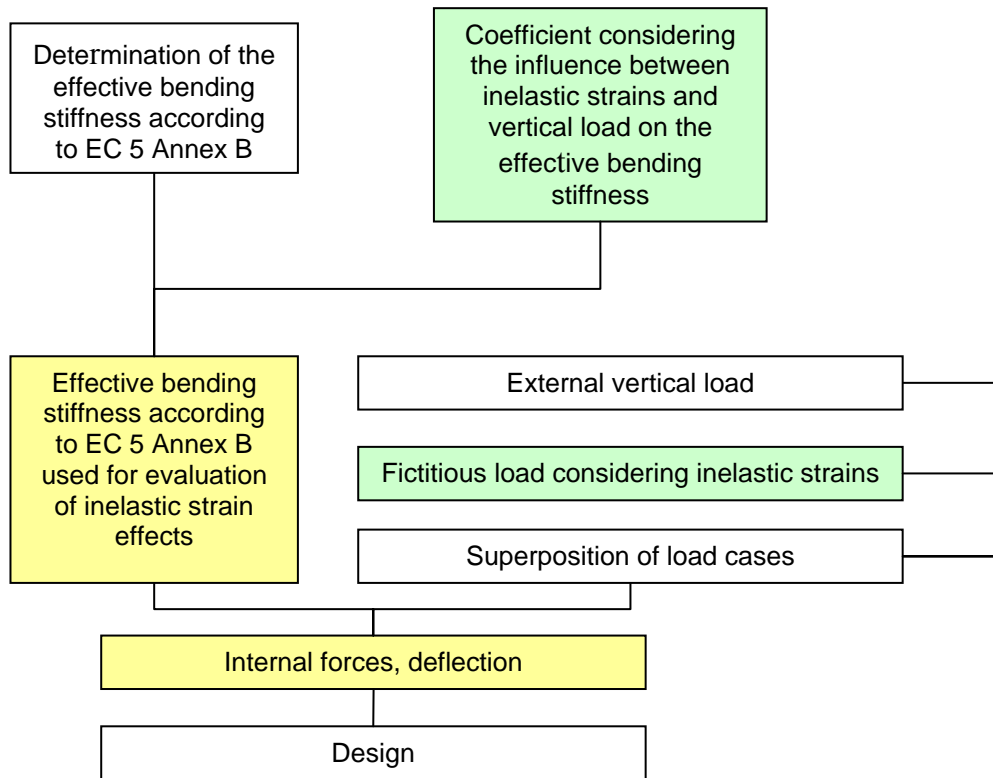 Determination of the
effective bending
stiffness according
to EC 5 Annex B
Coefficient considering
the influence between
inelastic strains and
vertical load on the
effective bending
stiffness
Effective bending
stiffness according
to EC 5 Annex B
used for evaluation
of inelastic strain
effects
External vertical load
Fictitious load considering inelastic strains
Superposition of load cases
Internal forces, deflection
Design